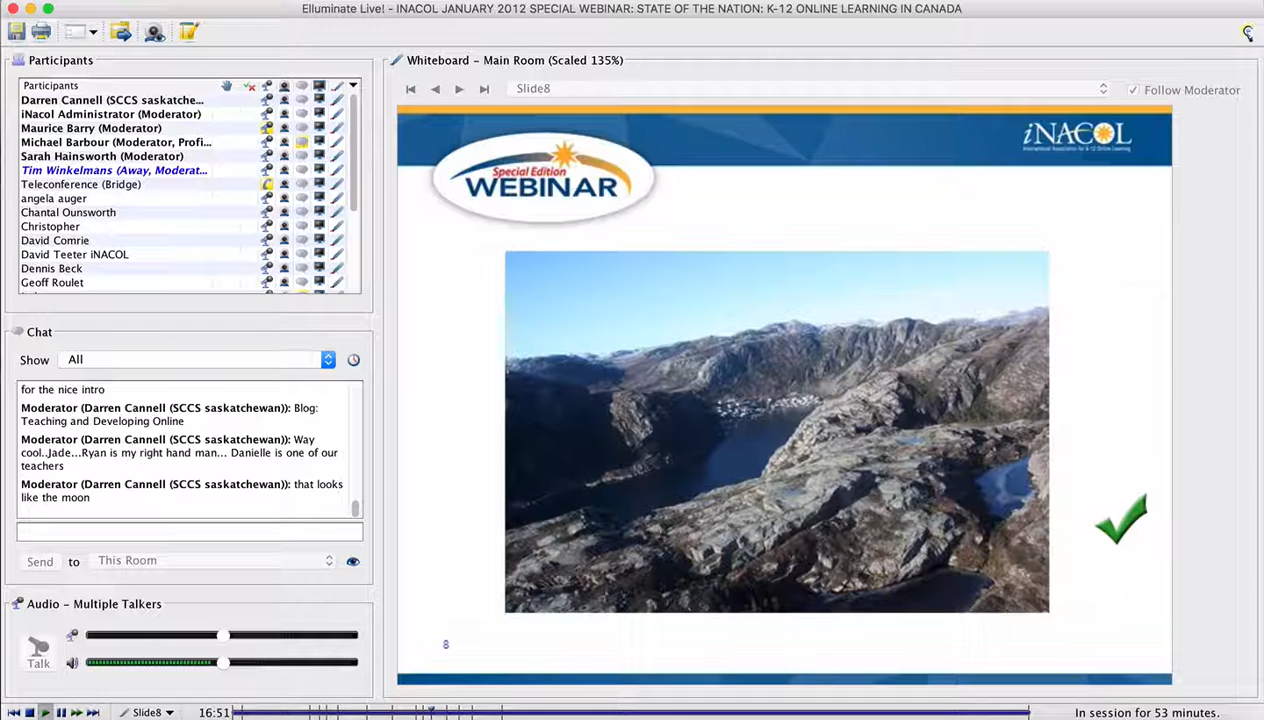 Elluminate Live! - INACOL JANUARY 2012 SPECIAL WEBINAR: STATE OF THE NATION: K-12 ONLINE LEARNING IN CANADA
Participants
Participants
Darren Cannell (SCCS saskatche...
iNacol Administrator (Moderator)
Maurice Barry (Moderator)
Michael Barbour (Moderator, Profi...
Sarah Hainsworth (Moderator)
Tim Winkelmans (Away, Moderat...
Teleconference (Bridge)
angela auger
Chantal Ounsworth
Christopher
David Comrie
David Teeter iNACOL
Dennis Beck
Geoff Roulet
Chat
Show All
for the nice intro
Moderator (Darren Cannell (SCCS saskatchewan)): Blog:
Teaching and Developing Online
Moderator (Darren Cannell (SCCS saskatchewan)): Way
cool..Jade...Ryan is my right hand man... Danielle is one of our
teachers
Moderator (Darren Cannell (SCCS saskatchewan)): that looks
like the moon
Send to This Room
Audio - Multiple Talkers
Talk
Whiteboard - Main Room (Scaled 135%)
Slide8
Follow Moderator
iNACOL
International Association for K-12 Online Learning
Special Edition
WEBINAR
8
Slide8
16:51
In session for 53 minutes.